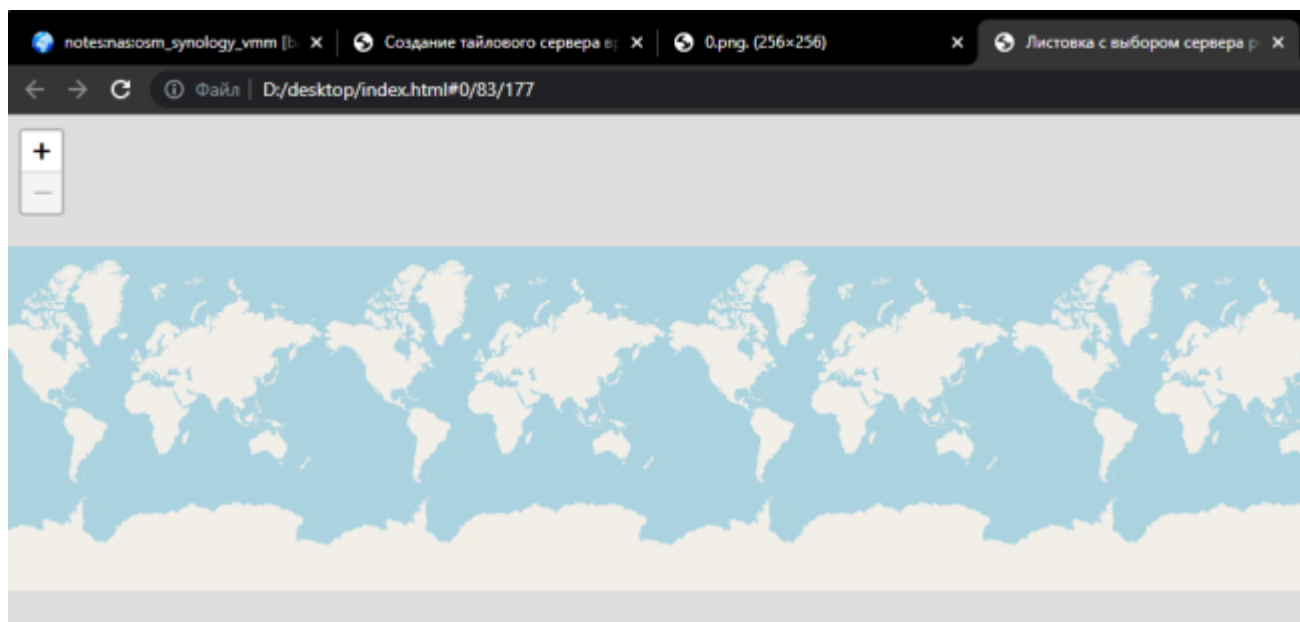 notes:nas:osm_synology_vmm [b
Создание тайлового сервера
0.png. (256×256)
Листовка с выбором сервера
Файл
D:/desktop/index.html#0/83/177
+
−